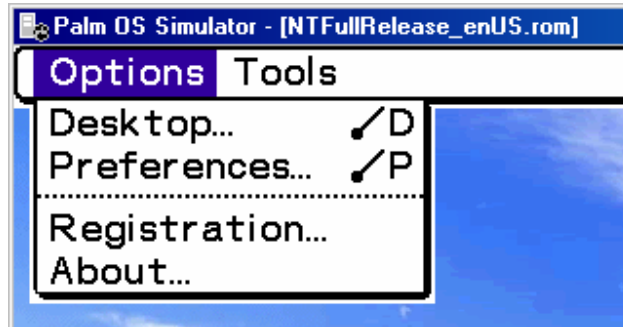 Palm OS Simulator - [NTFullRelease_enUS.rom]
Options Tools
Desktop... D
Preferences... P
Registration...
About...